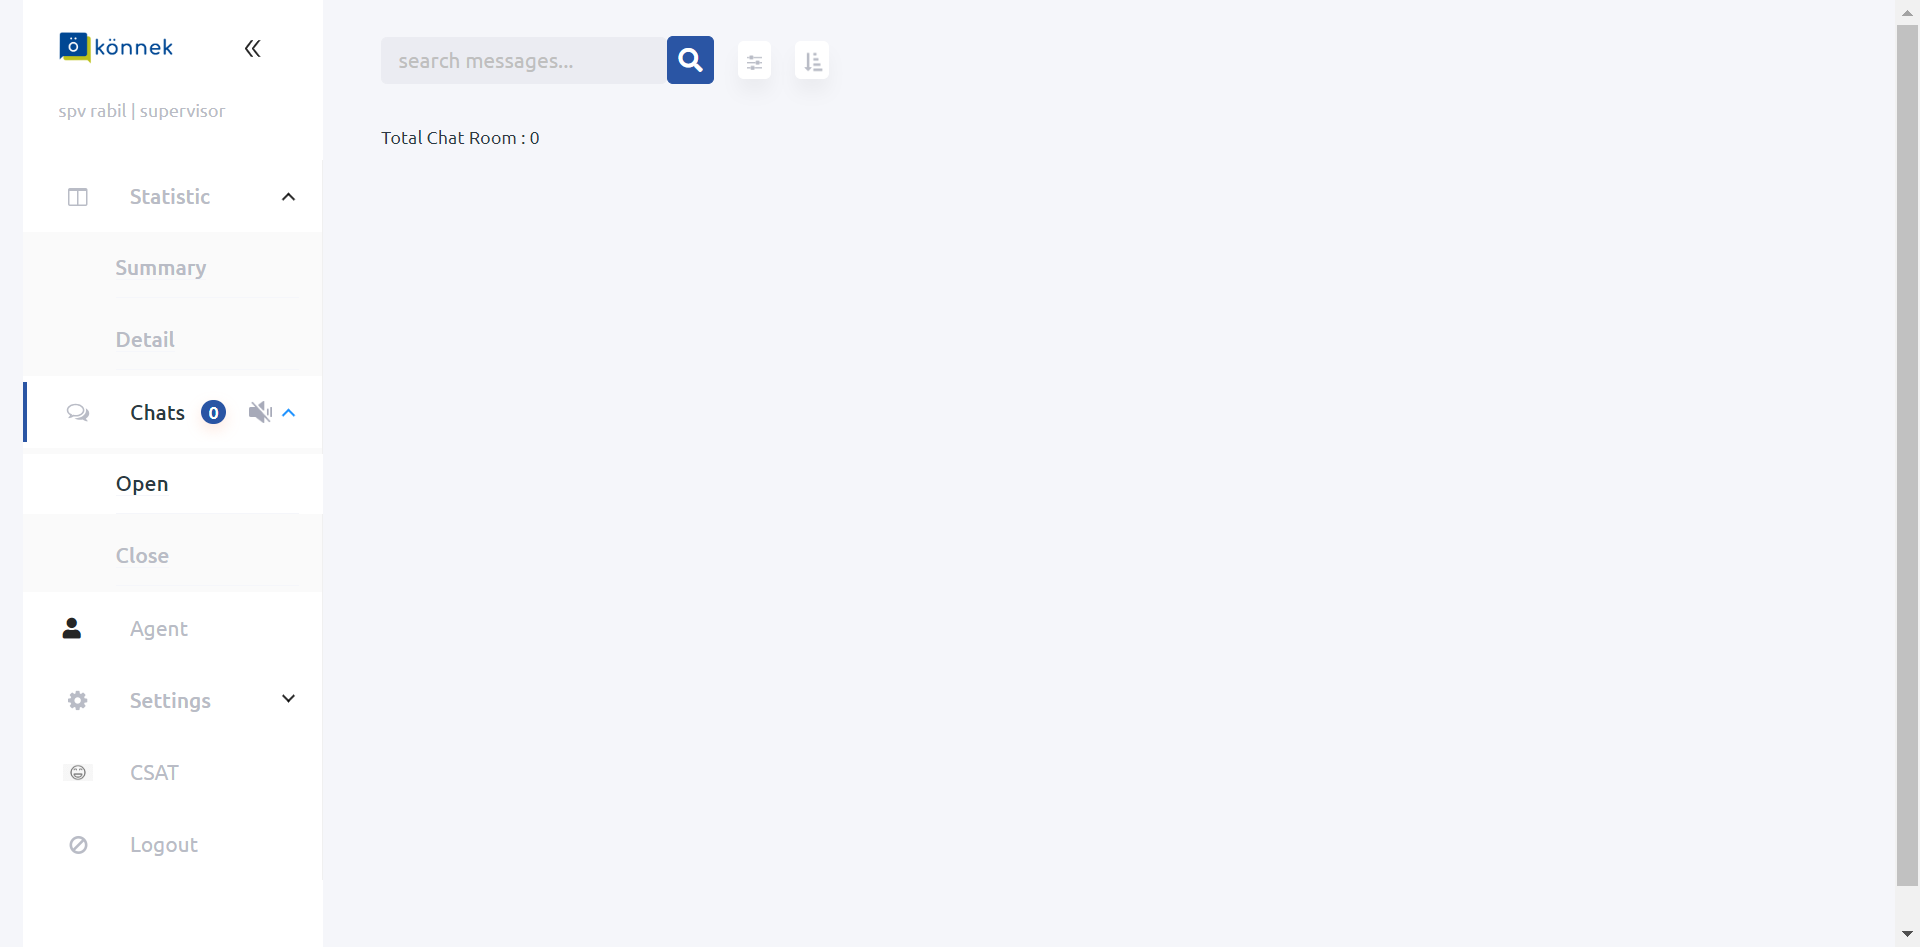 ö könnek
spv rabil | supervisor
search messages...
Total Chat Room : 0
Statistic
Summary
Detail
Chats 0
Open
Close
Agent
Settings
CSAT
Logout